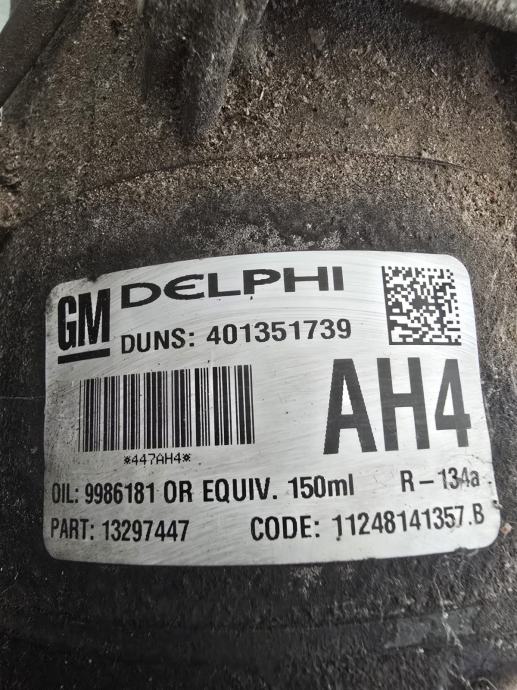 GM DELPHI
DUNS: 401351739
AH4
*447AH4*
OIL: 9986181 OR EQUIV. 150ml R-134a
PART: 13297447 CODE: 11248141357.B